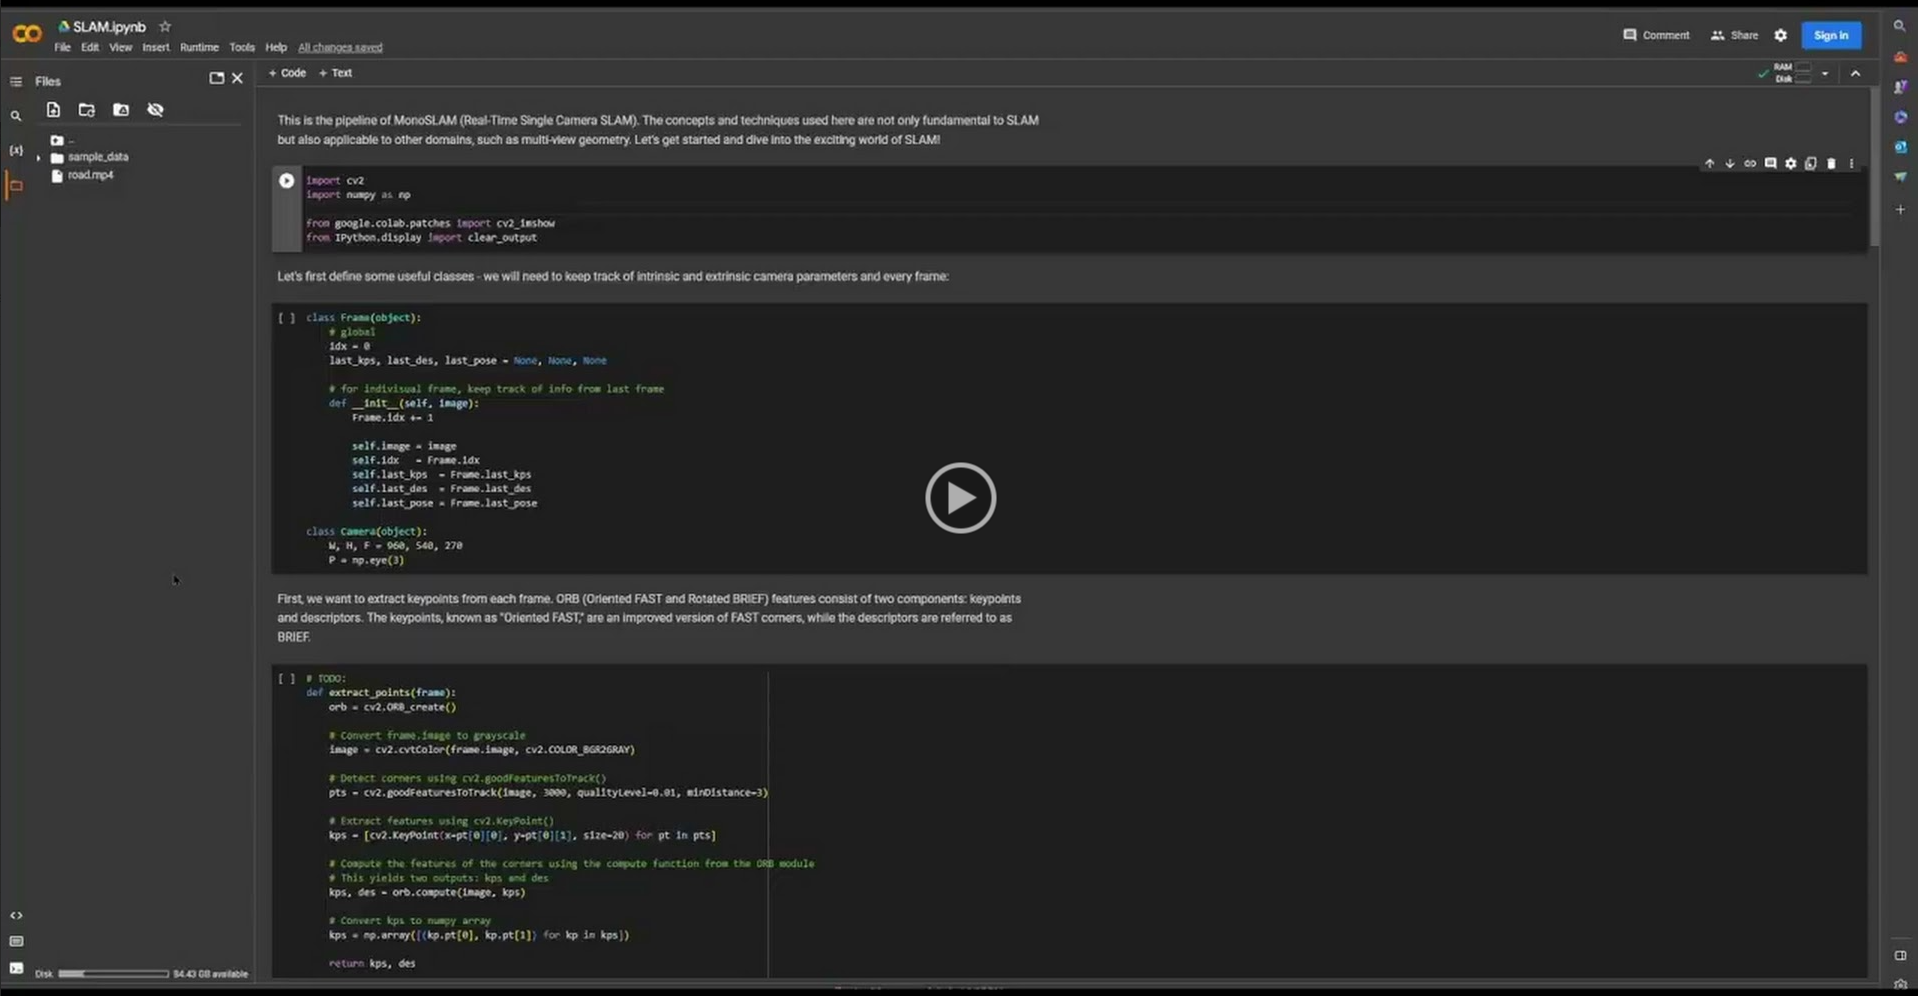 SLAM.ipynb
File Edit View Insert Runtime Tools Help All changes saved
Comment Share Sign in
Files
+ Code + Text
RAM
Disk
..
sample_data
road.mp4
This is the pipeline of MonoSLAM (Real-Time Single Camera SLAM). The concepts and techniques used here are not only fundamental to SLAM
but also applicable to other domains, such as multi-view geometry. Let's get started and dive into the exciting world of SLAM!
import cv2
import numpy as np
from google.colab.patches import cv2_imshow
from IPython.display import clear_output
Let's first define some useful classes - we will need to keep track of intrinsic and extrinsic camera parameters and every frame:
[ ] class Frame(object):
# global
idx = 0
last_kps, last_des, last_pose = None, None, None
# for indivisual frame, keep track of info from last frame
def __init__(self, image):
Frame.idx += 1
self.image = image
self.idx = Frame.idx
self.last_kps = Frame.last_kps
self.last_des = Frame.last_des
self.last_pose = Frame.last_pose
class Camera(object):
W, H, F = 960, 540, 270
P = np.eye(3)
First, we want to extract keypoints from each frame. ORB (Oriented FAST and Rotated BRIEF) features consist of two components: keypoints
and descriptors. The keypoints, known as "Oriented FAST," are an improved version of FAST corners, while the descriptors are referred to as
BRIEF.
[ ] # TODO:
def extract_points(frame):
orb = cv2.ORB_create()
# Convert frame.image to grayscale
image = cv2.cvtColor(frame.image, cv2.COLOR_BGR2GRAY)
# Detect corners using cv2.goodFeaturesToTrack()
pts = cv2.goodFeaturesToTrack(image, 3000, qualityLevel=0.01, minDistance=3)
# Extract features using cv2.KeyPoint()
kps = [cv2.KeyPoint(x=pt[0][0], y=pt[0][1], size=20) for pt in pts]
# Compute the features of the corners using the compute function from the ORB module
# This yields two outputs: kps and des
kps, des = orb.compute(image, kps)
# Convert kps to numpy array
kps = np.array([(kp.pt[0], kp.pt[1]) for kp in kps])
return kps, des
Disk 84.43 GB available